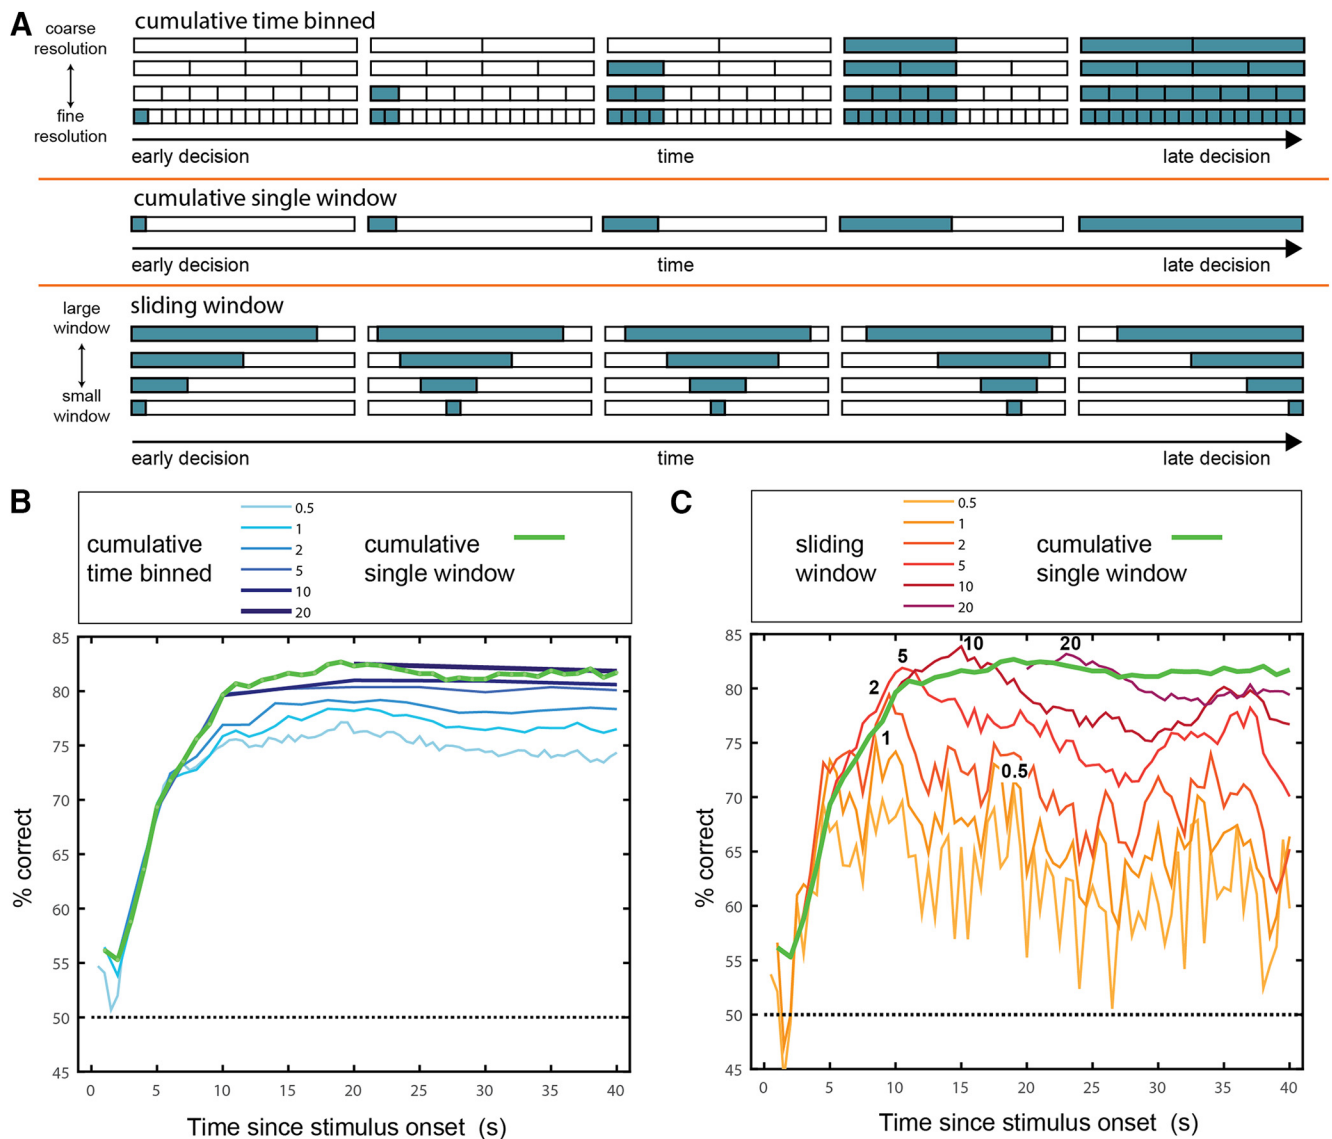 A
cumulative time binned
coarse
resolution
fine
resolution
early decision
time
late decision
cumulative single window
early decision
time
late decision
sliding window
large
window
small
window
early decision
time
late decision
B
cumulative
time binned
0.5
1
2
5
10
20
cumulative
single window
85
80
75
70
65
60
55
50
45
% correct
0 5 10 15 20 25 30 35 40
Time since stimulus onset (s)
C
sliding
window
0.5
1
2
5
10
20
cumulative
single window
85
80
75
70
65
60
55
50
45
% correct
5
10
20
2
1
0.5
0 5 10 15 20 25 30 35 40
Time since stimulus onset (s)